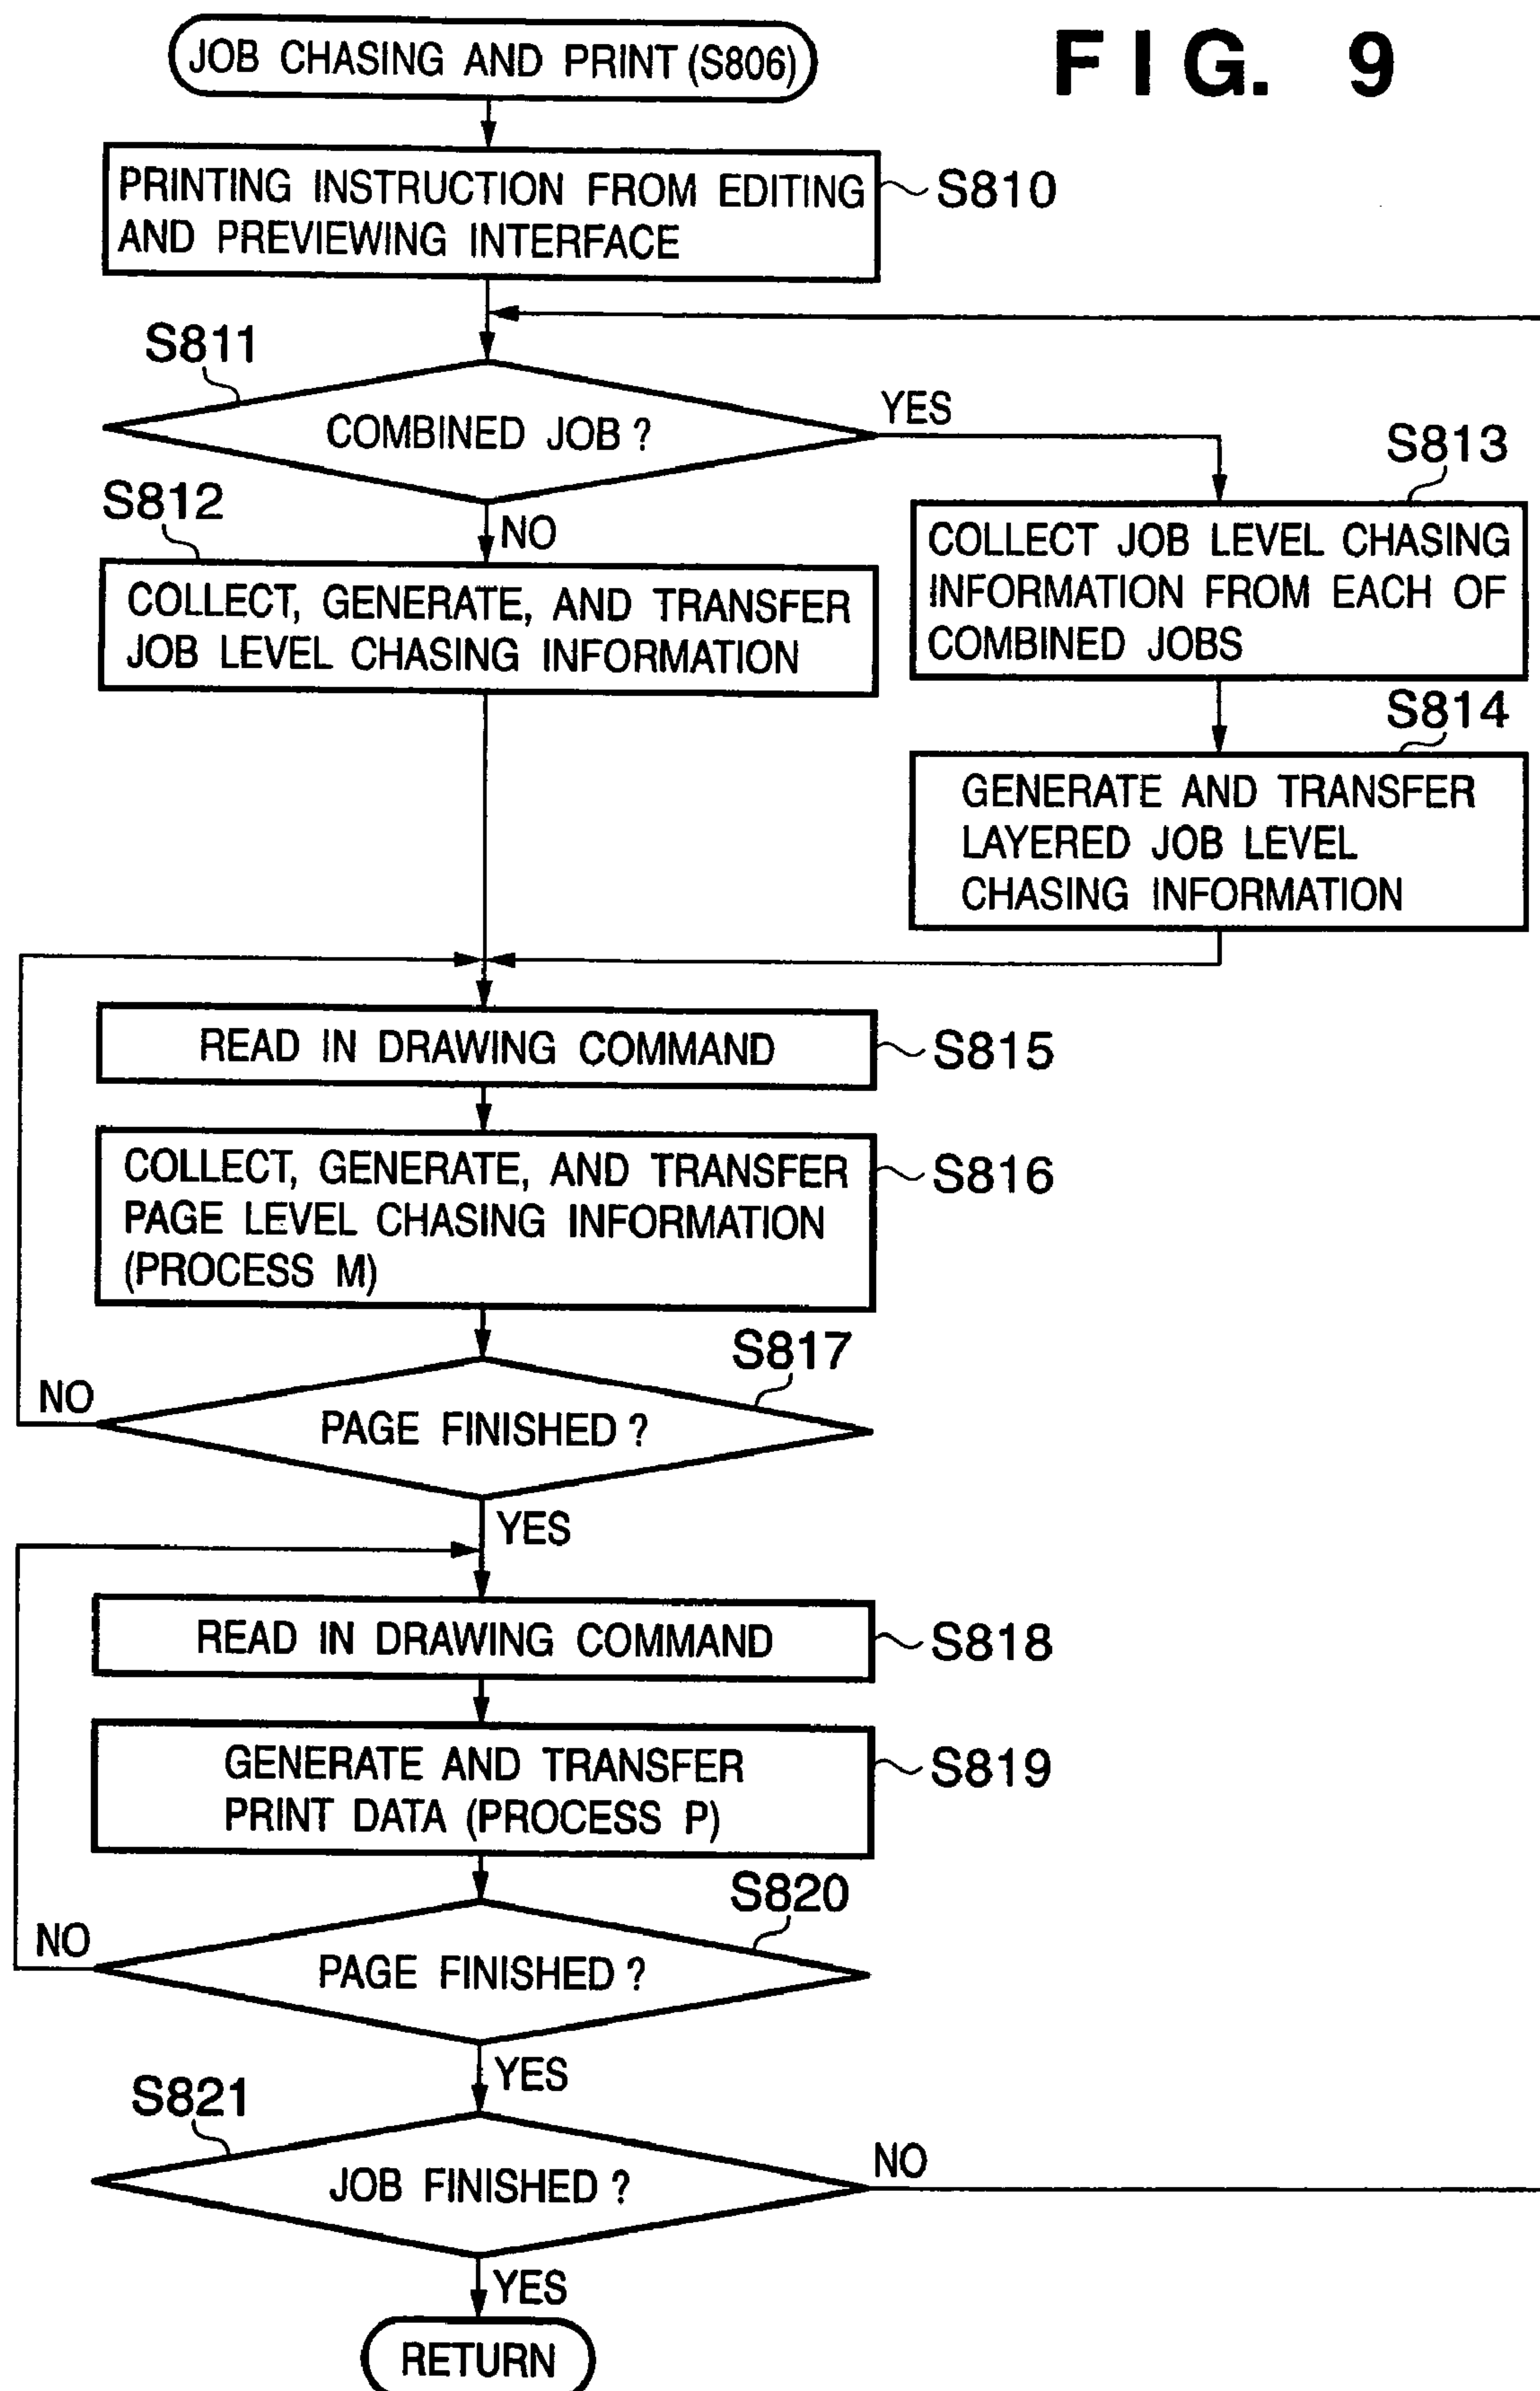 FIG. 9
JOB CHASING AND PRINT (S806)
PRINTING INSTRUCTION FROM EDITING
AND PREVIEWING INTERFACE
S810
S811
COMBINED JOB ?
YES
NO
S812
COLLECT, GENERATE, AND TRANSFER
JOB LEVEL CHASING INFORMATION
S813
COLLECT JOB LEVEL CHASING
INFORMATION FROM EACH OF
COMBINED JOBS
S814
GENERATE AND TRANSFER
LAYERED JOB LEVEL
CHASING INFORMATION
READ IN DRAWING COMMAND
S815
COLLECT, GENERATE, AND TRANSFER
PAGE LEVEL CHASING INFORMATION
(PROCESS M)
S816
S817
NO
PAGE FINISHED ?
YES
READ IN DRAWING COMMAND
S818
GENERATE AND TRANSFER
PRINT DATA (PROCESS P)
S819
S820
NO
PAGE FINISHED ?
YES
S821
JOB FINISHED ?
NO
YES
RETURN